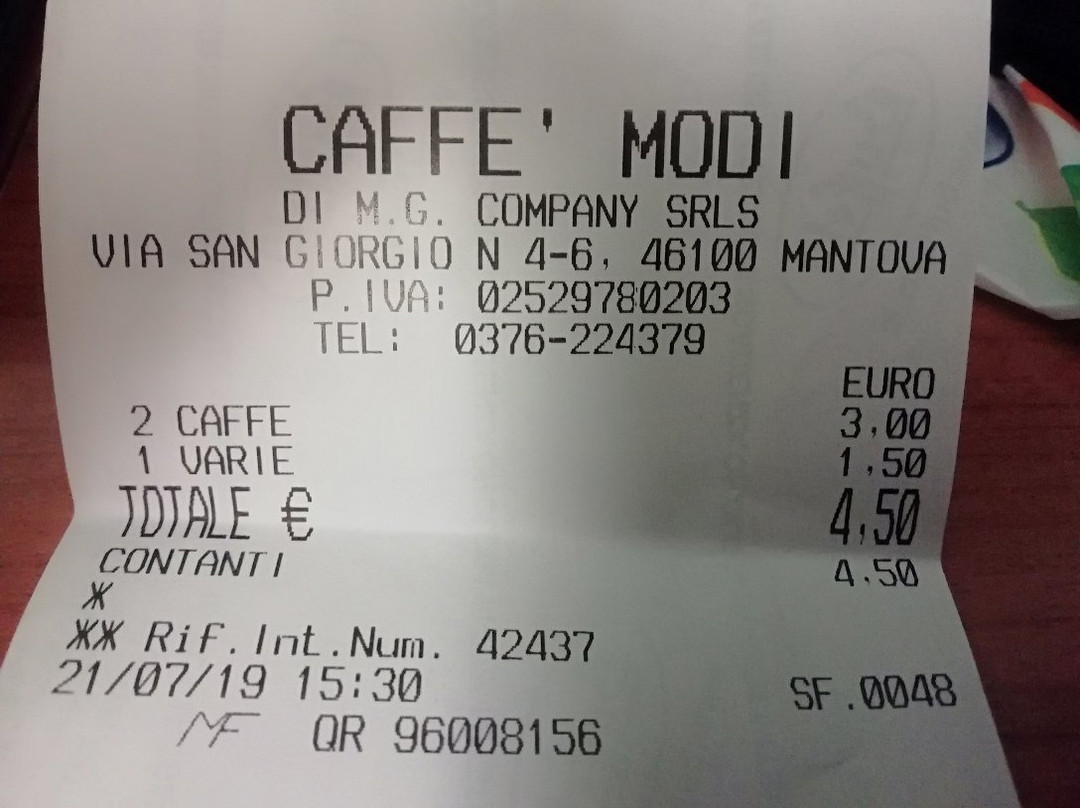 CAFFE' MODI
DI M.G. COMPANY SRLS
VIA SAN GIORGIO N 4-6, 46100 MANTOVA
P.IVA: 02529780203
TEL: 0376-224379
EURO
2 CAFFE 3,00
1 VARIE 1,50
TOTALE € 4,50
CONTANTI 4.50
*
** Rif.Int.Num. 42437
21/07/19 15:30 SF.0048
MF QR 96008156